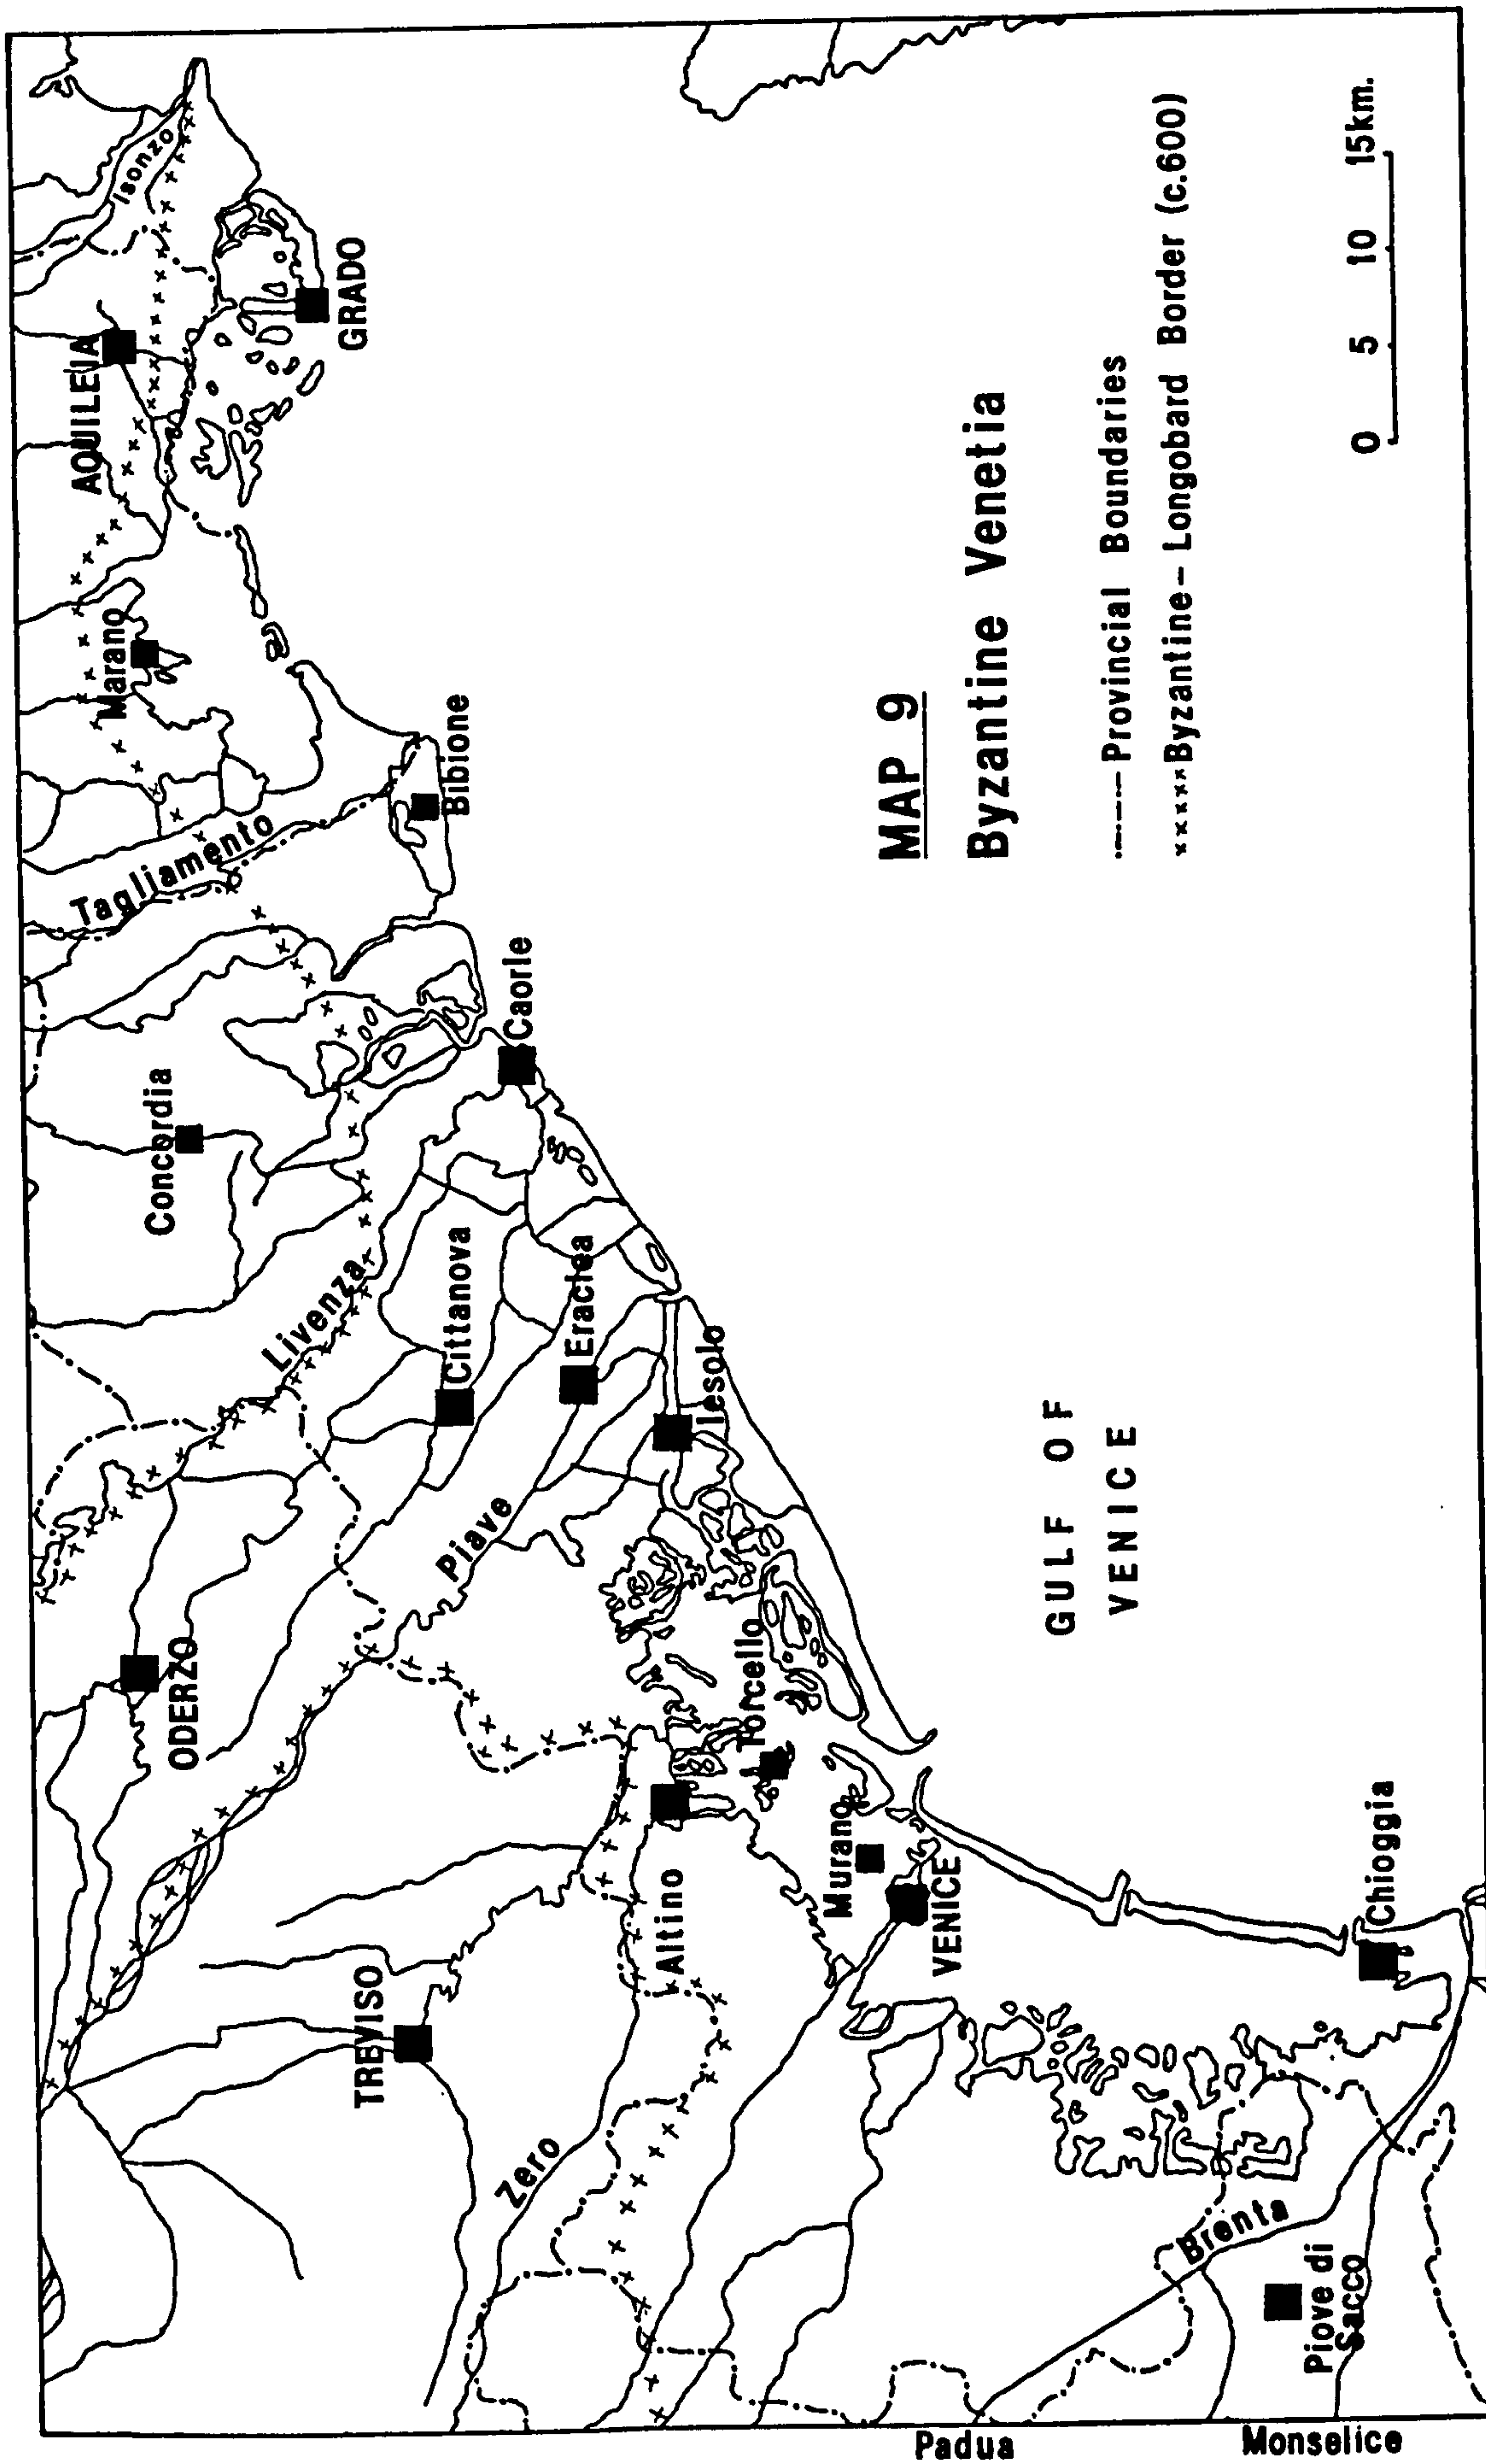 MAP 9
Byzantine Venetia
Provincial Boundaries
Byzantine-Longobard Border (c.600)
0 5 10 15km.
GULF OF
VENICE
Isonzo
AQUILEIA
GRADO
Marano
Bibione
Tagliamento
Caorle
Concordia
Livenza
Cittanova
Eraclea
Iesolo
Piave
ODERZO
Torcello
Altino
Murano
VENICE
TREVISO
Zero
Chioggia
Brenta
Piove di
Sacco
Padua
Monselice